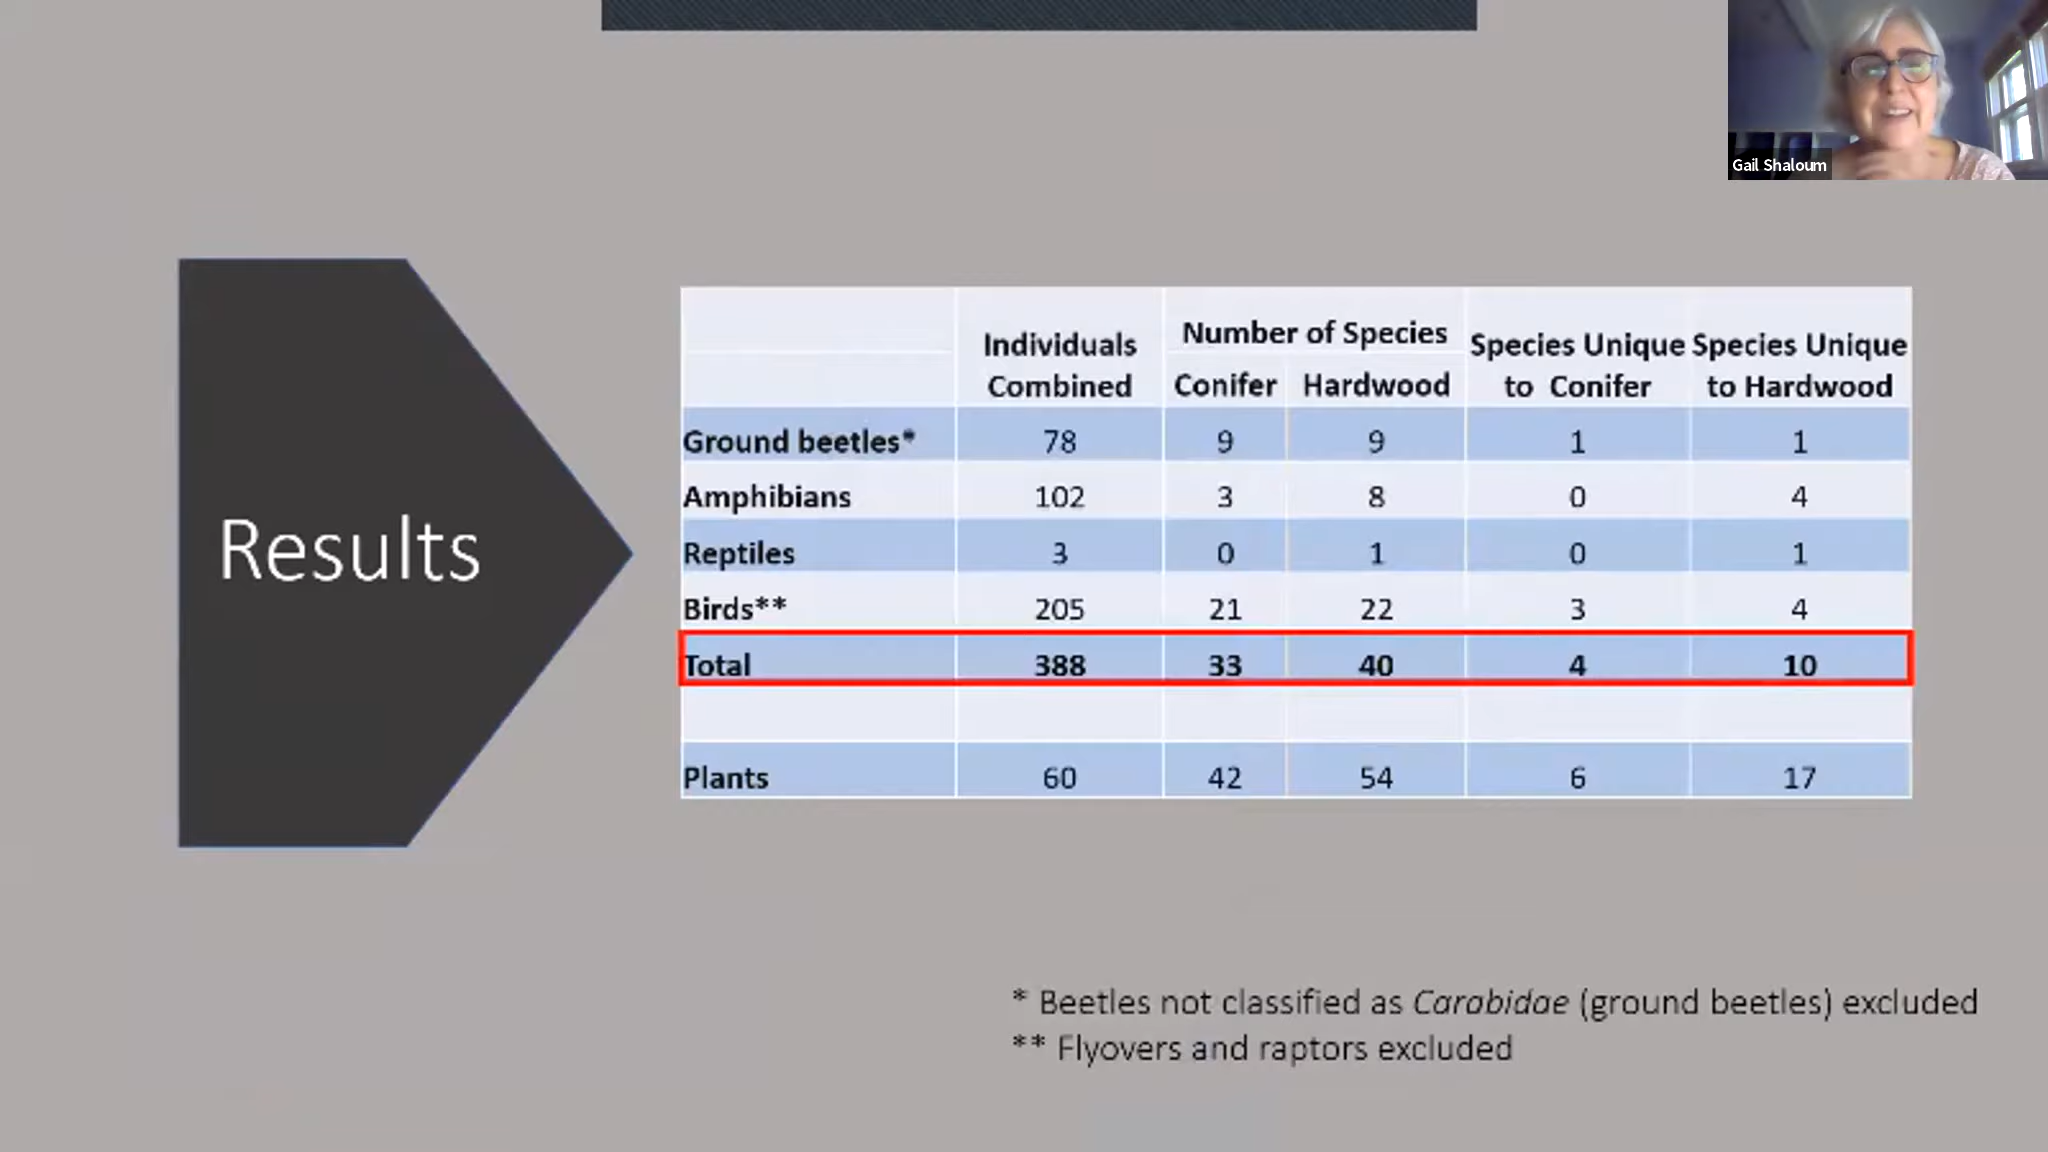 Gail Shaloum
Results
Individuals Combined Number of Species Species Unique to Conifer Species Unique to Hardwood
Conifer Hardwood
Ground beetles* 78 9 9 1 1
Amphibians 102 3 8 0 4
Reptiles 3 0 1 0 1
Birds** 205 21 22 3 4
Total 388 33 40 4 10
Plants 60 42 54 6 17
* Beetles not classified as Carabidae (ground beetles) excluded
** Flyovers and raptors excluded